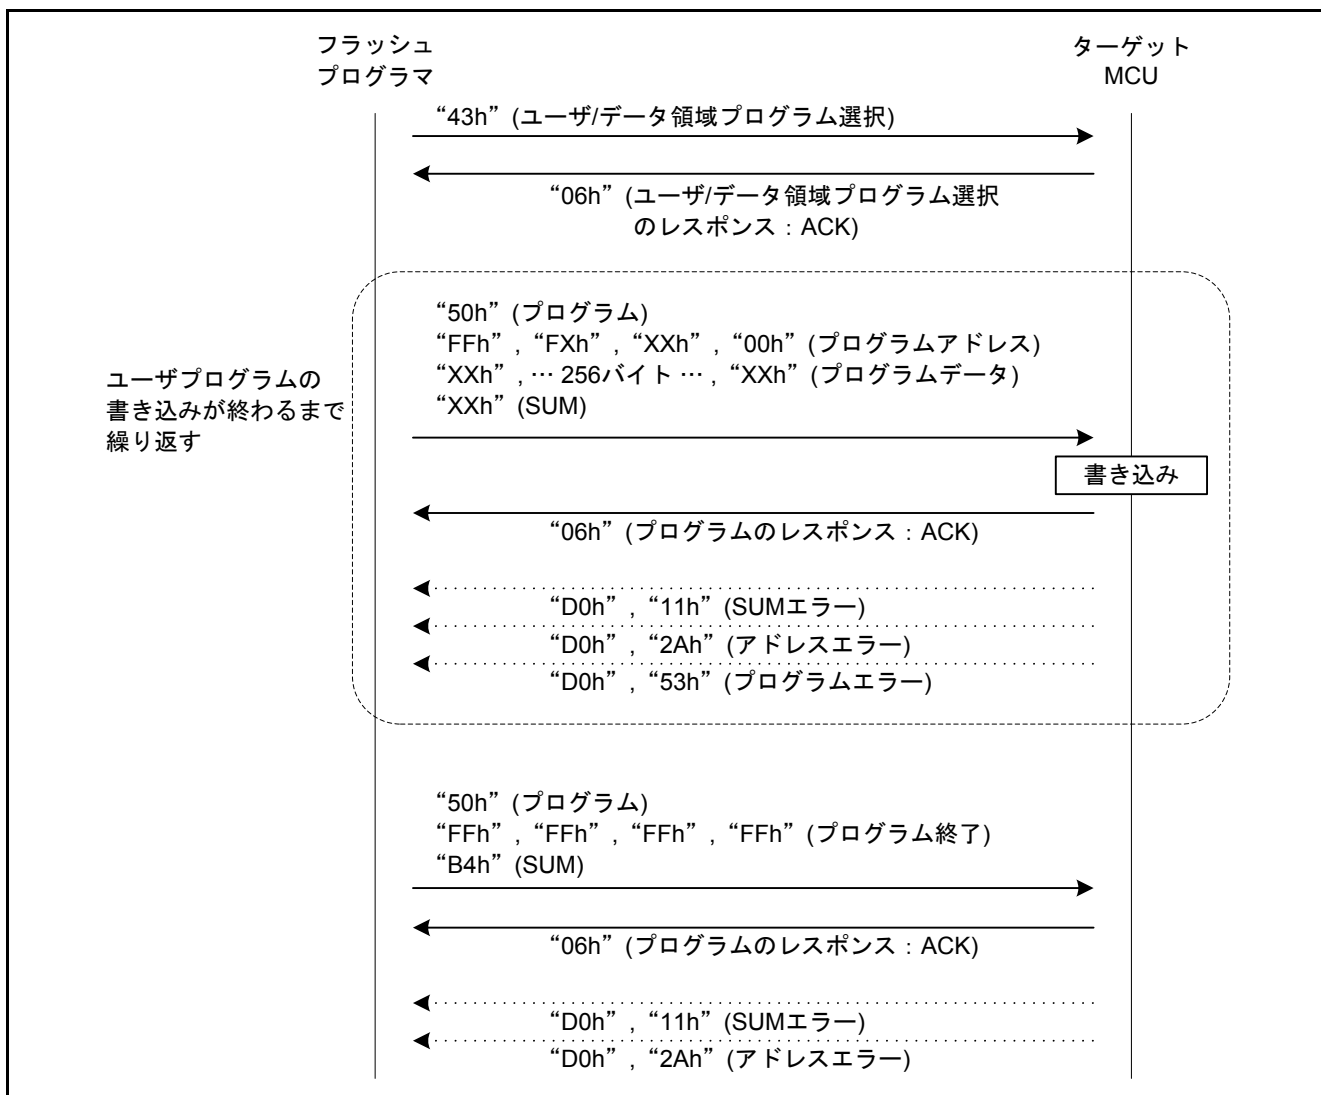 フラッシュ
プログラマ
ターゲット
MCU
“43h” (ユーザ/データ領域プログラム選択)
“06h” (ユーザ/データ領域プログラム選択
のレスポンス：ACK)
“50h” (プログラム)
“FFh” , “FXh” , “XXh” , “00h” (プログラムアドレス)
“XXh” , … 256バイト … , “XXh” (プログラムデータ)
“XXh” (SUM)
ユーザプログラムの
書き込みが終わるまで
繰り返す
書き込み
“06h” (プログラムのレスポンス：ACK)
“D0h” , “11h” (SUMエラー)
“D0h” , “2Ah” (アドレスエラー)
“D0h” , “53h” (プログラムエラー)
“50h” (プログラム)
“FFh” , “FFh” , “FFh” , “FFh” (プログラム終了)
“B4h” (SUM)
“06h” (プログラムのレスポンス：ACK)
“D0h” , “11h” (SUMエラー)
“D0h” , “2Ah” (アドレスエラー)